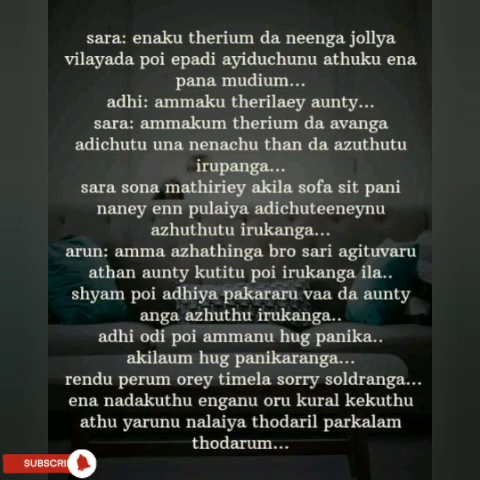 sara: enaku therium da neenga jollya
vilayada poi epadi ayiduchunu athuku ena
pana mudium...
adhi: ammaku therilaey aunty...
sara: ammakum therium da avanga
adichutu una nenachu than da azuthutu
irupanga...
sara sona mathiriey akila sofa sit pani
naney enn pulaiya adichuteeneynu
azhuthutu irukanga...
arun: amma azhathinga bro sari agituvaru
athan aunty kutitu poi irukanga ila..
shyam poi adhiya pakararu vaa da aunty
anga azhuthu irukanga..
adhi odi poi ammanu hug panika..
akilaum hug panikaranga...
rendu perum orey timela sorry soldranga...
ena nadakuthu enganu oru kural kekuthu
athu yarunu nalaiya thodaril parkalam
thodarum...
SUBSCRI